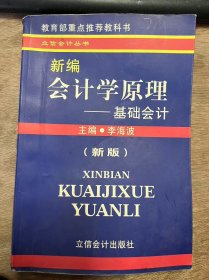 教育部重点推荐教科书
立信会计丛书
新编
会计学原理
——基础会计
主编●李海波
（新版）
XINBIAN
KUAIJIXUE
YUANLI
立信会计出版社